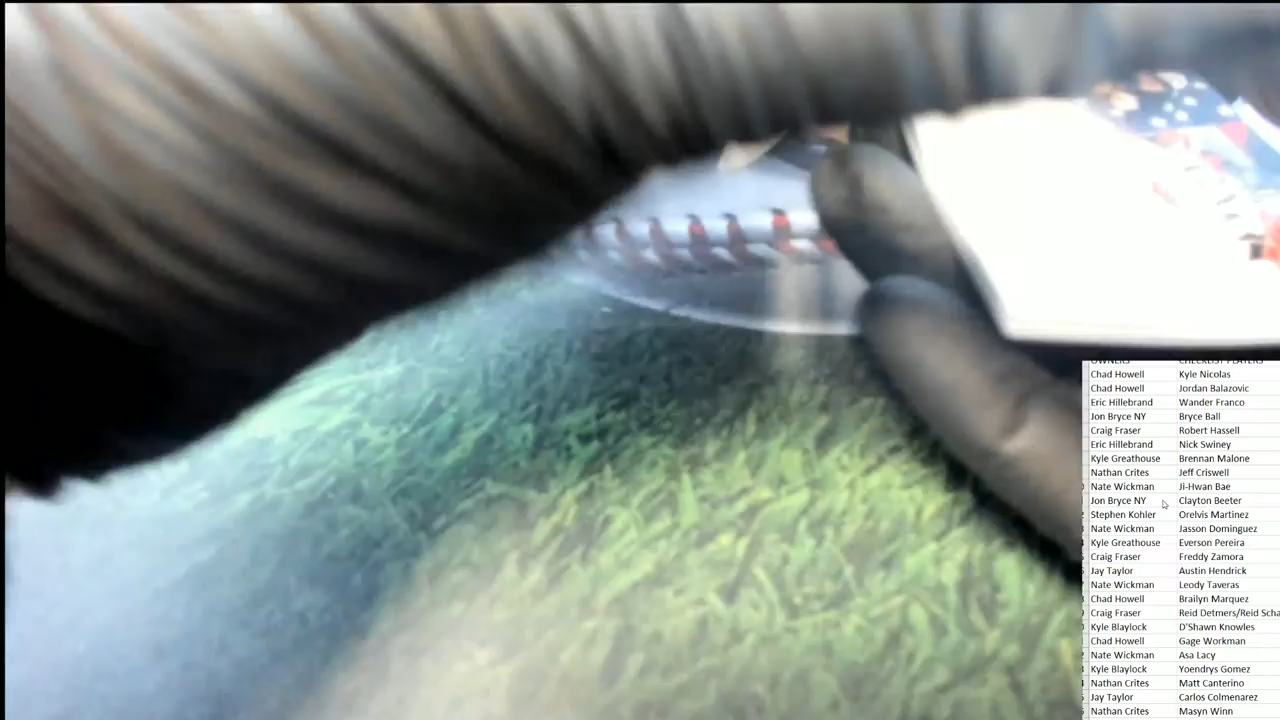 OWNERS CHECKLIST PLAYERS
Chad Howell Kyle Nicolas
Chad Howell Jordan Balazovic
Eric Hillebrand Wander Franco
Jon Bryce NY Bryce Ball
Craig Fraser Robert Hassell
Eric Hillebrand Nick Swiney
Kyle Greathouse Brennan Malone
Nathan Crites Jeff Criswell
Nate Wickman Ji-Hwan Bae
Jon Bryce NY Clayton Beeter
Stephen Kohler Orelvis Martinez
Nate Wickman Jasson Dominguez
Kyle Greathouse Everson Pereira
Craig Fraser Freddy Zamora
Jay Taylor Austin Hendrick
Nate Wickman Leody Taveras
Chad Howell Brailyn Marquez
Craig Fraser Reid Detmers/Reid Scha
Kyle Blaylock D'Shawn Knowles
Chad Howell Gage Workman
Nate Wickman Asa Lacy
Kyle Blaylock Yoendrys Gomez
Nathan Crites Matt Canterino
Jay Taylor Carlos Colmenarez
Nathan Crites Masyn Winn